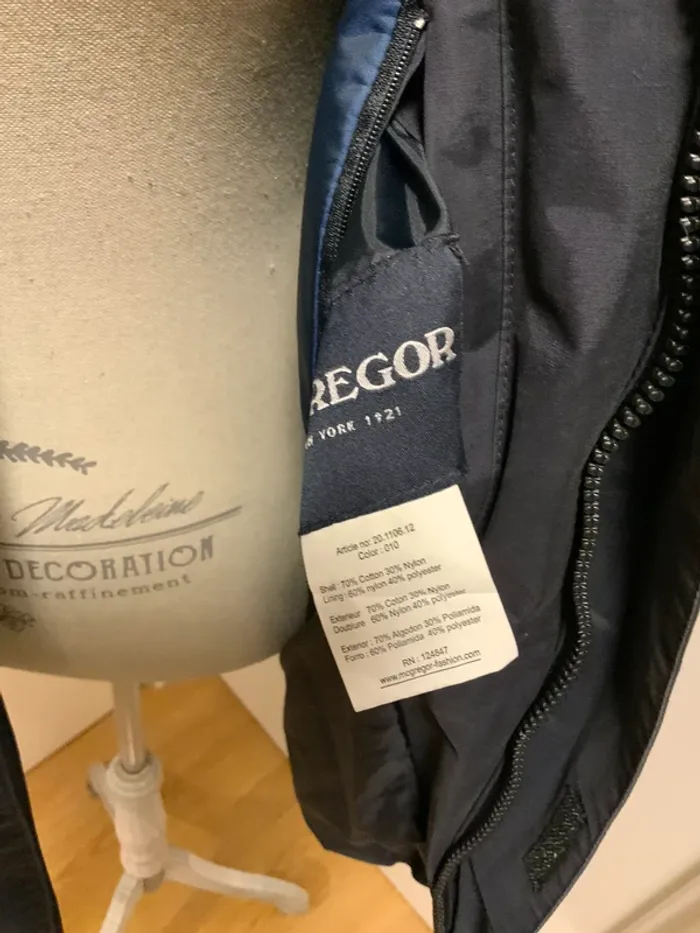 REGOR
YORK 1921
Article no: 20.1106.12
Color : 010
Shell: 70% Cotton 30% Nylon
Lining: 60% nylon 40% polyester
Exterieur 70% Coton 30% Nylon
Doublure 60% Nylon 40% polyester
Exterior : 70% Algodon 30% Poliamida
Forro : 60% Poliamida 40% polyester
RN : 124847
www.mcgregor-fashion.com
Madeleine
DECORATION
om-raffinement